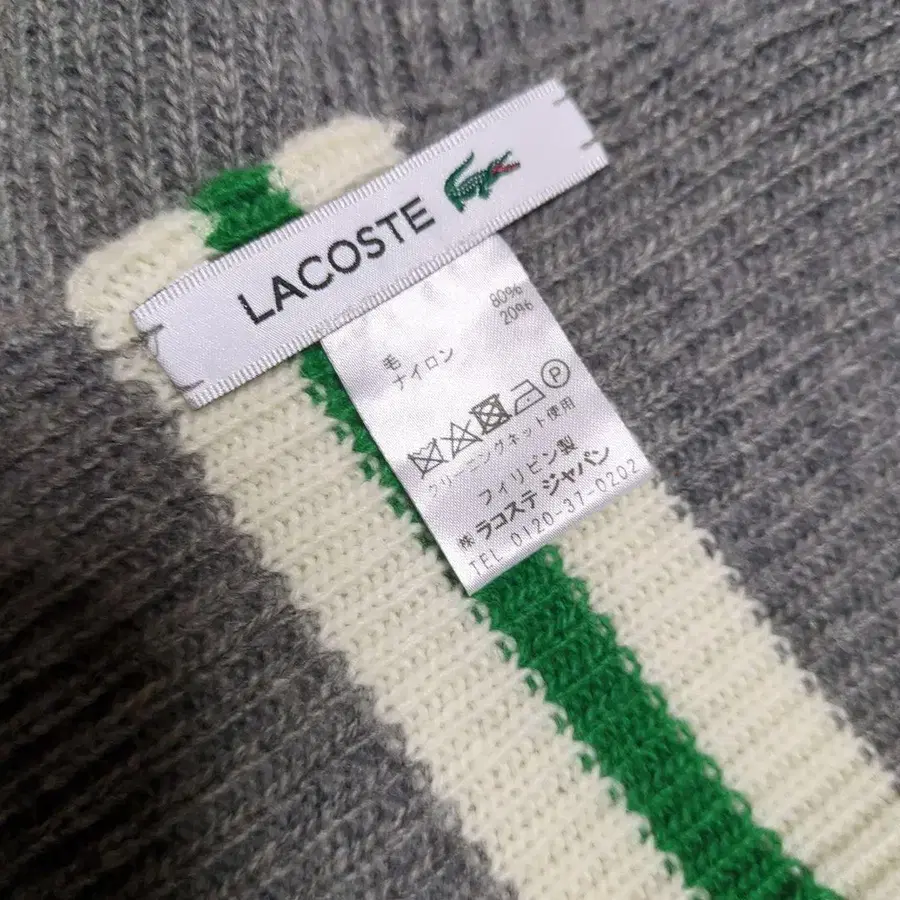 LACOSTE
毛 80%
ナイロン 20%
P
クリーニングネット使用
フィリピン製
㈱ラコステ ジャパン
TEL 0120-37-0202